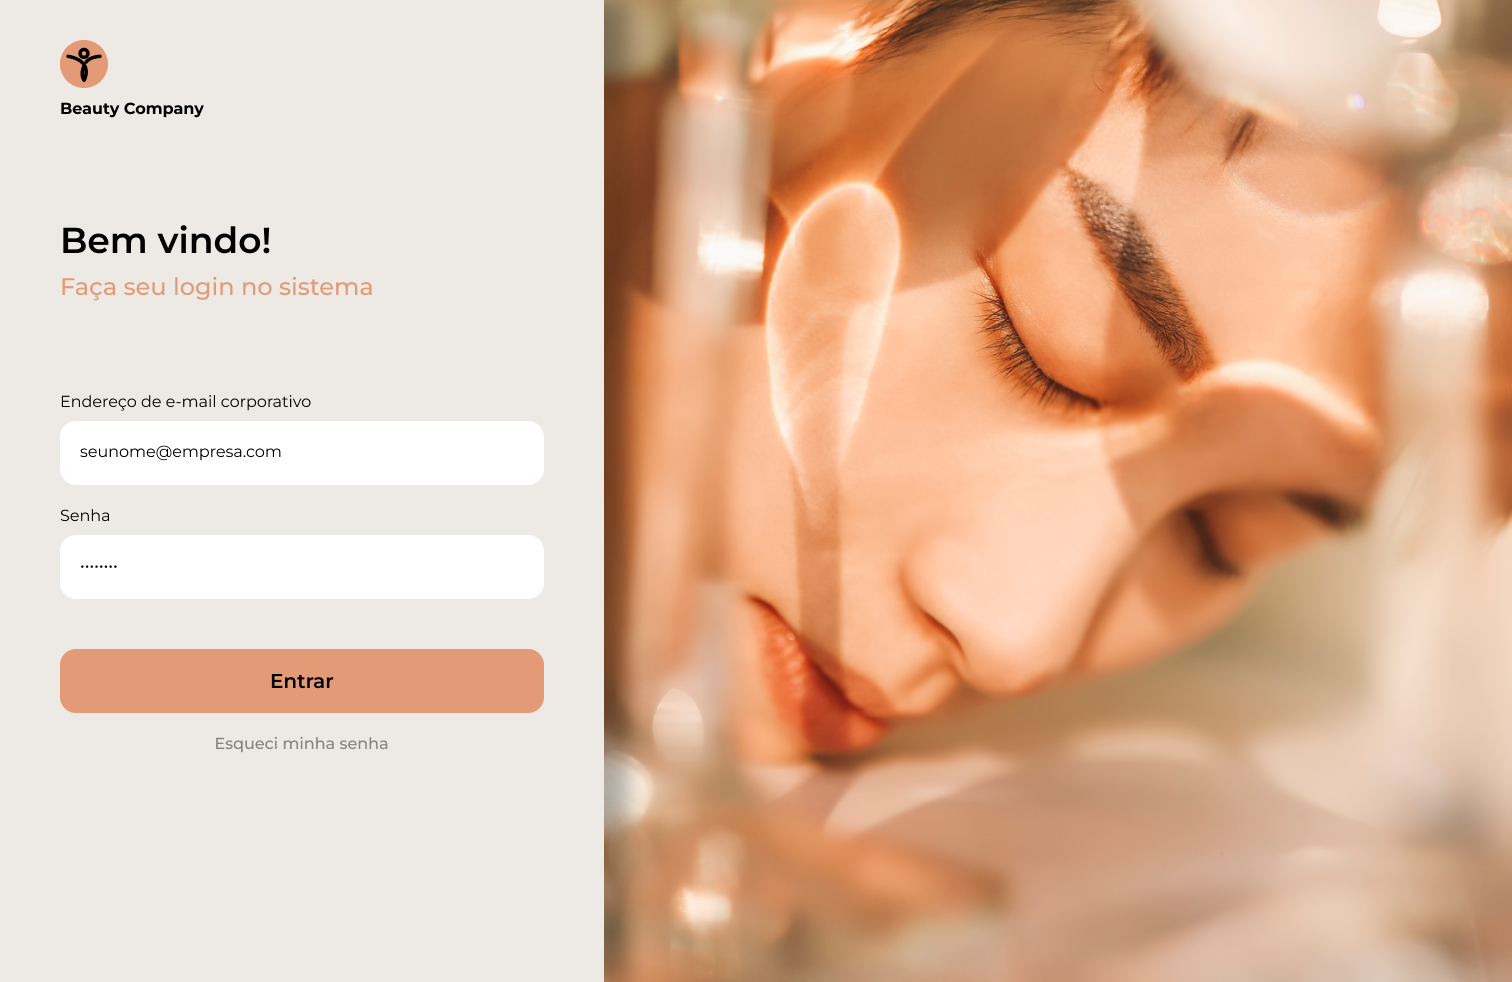 Beauty Company
Bem vindo!
Faça seu login no sistema
Endereço de e-mail corporativo
seunome@empresa.com
Senha
........
Entrar
Esqueci minha senha